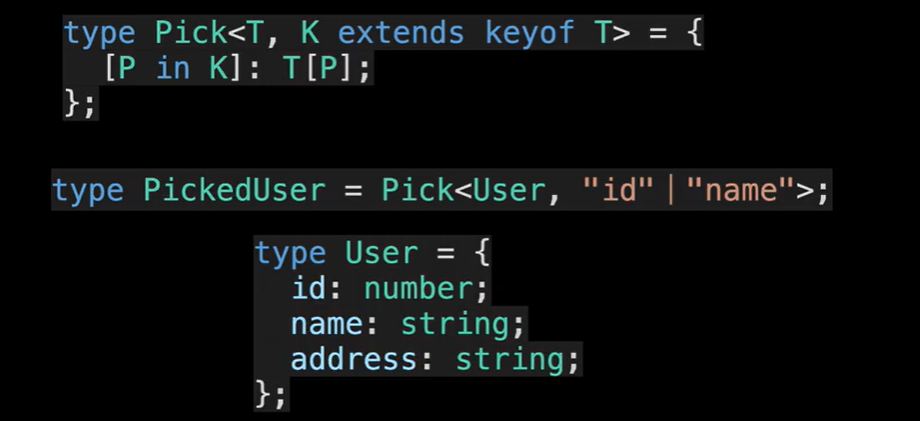 type Pick<T, K extends keyof T> = {
  [P in K]: T[P];
};
type PickedUser = Pick<User, "id" | "name">;
type User = {
  id: number;
  name: string;
  address: string;
};